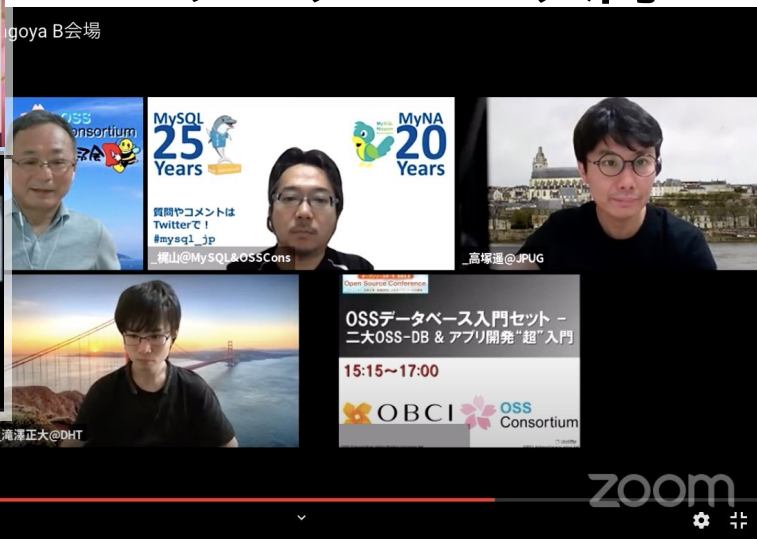 agoya B会場
OSS
onsortium
MySQL
25
Years
MyNA
20
Years
質問やコメントは
Twitterで！
#mysql_jp
_梶山@MySQL&OSSCons
_高塚遥@JPUG
_滝澤正大@DHT
Open Source Conference
OSSデータベース入門セット －
二大OSS-DB & アプリ開発“超”入門
15:15～17:00
OBCI
OSS
Consortium
zoom